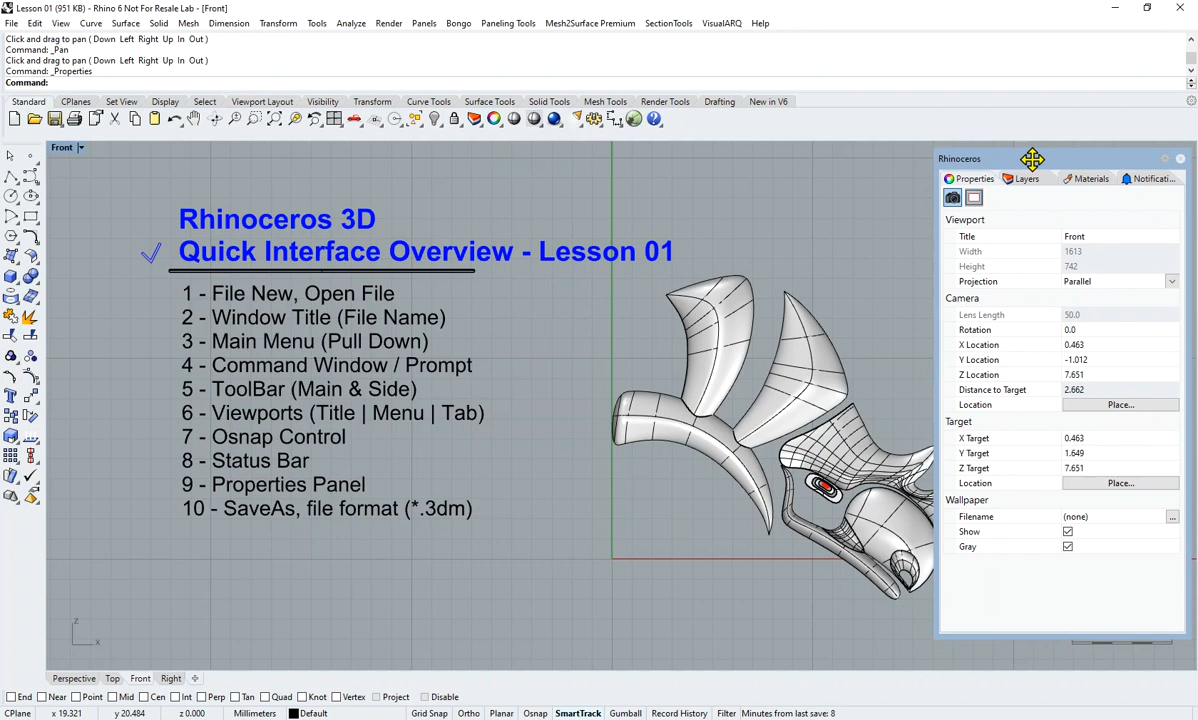 Lesson 01 (951 KB) - Rhino 6 Not For Resale Lab - [Front]
File Edit View Curve Surface Solid Mesh Dimension Transform Tools Analyze Render Panels Bongo Paneling Tools Mesh2Surface Premium SectionTools VisualARQ Help
Click and drag to pan ( Down Left Right Up In Out )
Command: _Pan
Click and drag to pan ( Down Left Right Up In Out )
Command: _Properties
Command:
Standard CPlanes Set View Display Select Viewport Layout Visibility Transform Curve Tools Surface Tools Solid Tools Mesh Tools Render Tools Drafting New in V6
Front
Rhinoceros 3D
Quick Interface Overview - Lesson 01
1 - File New, Open File
2 - Window Title (File Name)
3 - Main Menu (Pull Down)
4 - Command Window / Prompt
5 - ToolBar (Main & Side)
6 - Viewports (Title | Menu | Tab)
7 - Osnap Control
8 - Status Bar
9 - Properties Panel
10 - SaveAs, file format (*.3dm)
z
x
Rhinoceros
Properties Layers Materials Notificati...
Viewport
Title Front
Width 1613
Height 742
Projection Parallel
Camera
Lens Length 50.0
Rotation 0.0
X Location 0.463
Y Location -1.012
Z Location 7.651
Distance to Target 2.662
Location Place...
Target
X Target 0.463
Y Target 1.649
Z Target 7.651
Location Place...
Wallpaper
Filename (none) ...
Show
Gray
Perspective Top Front Right
End Near Point Mid Cen Int Perp Tan Quad Knot Vertex Project Disable
CPlane x 19.321 y 20.484 z 0.000 Millimeters Default Grid Snap Ortho Planar Osnap SmartTrack Gumball Record History Filter Minutes from last save: 8